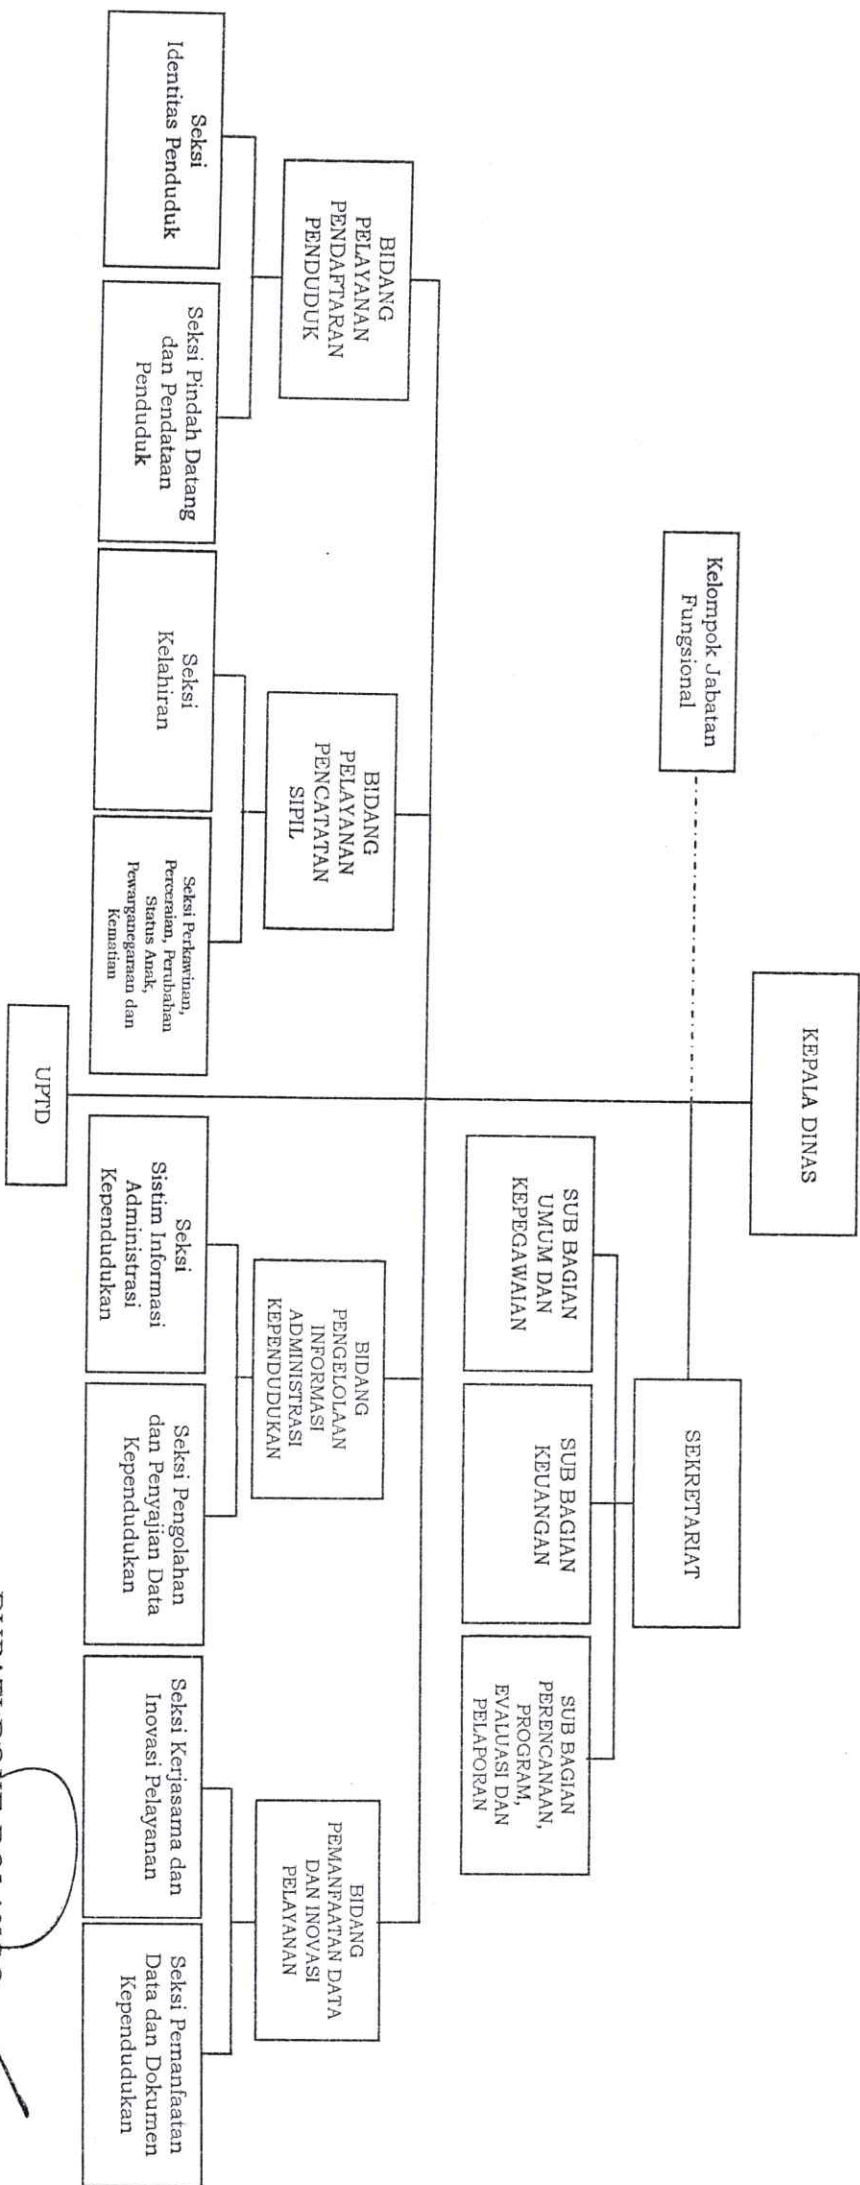 KEPALA DINAS
Kelompok Jabatan
Fungsional
SEKRETARIAT
SUB BAGIAN
UMUM DAN
KEPEGAWAIAN
SUB BAGIAN
KEUANGAN
SUB BAGIAN
PERENCANAAN,
PROGRAM,
EVALUASI DAN
PELAPORAN
BIDANG
PELAYANAN
PENDAFTARAN
PENDUDUK
BIDANG
PELAYANAN
PENCATATAN
SIPIL
BIDANG
PENGELOLAAN
INFORMASI
ADMINISTRASI
KEPENDUDUKAN
BIDANG
PEMANFAATAN DATA
DAN INOVASI
PELAYANAN
Seksi
Identitas Penduduk
Seksi Pindah Datang
dan Pendataan
Penduduk
Seksi
Kelahiran
Seksi Perkawinan,
Perceraian, Perubahan
Status Anak,
Pewarganegaraan dan
Kematian
Seksi
Sistim Informasi
Administrasi
Kependudukan
Seksi Pengolahan
dan Penyajian Data
Kependudukan
Seksi Kerjasama dan
Inovasi Pelayanan
Seksi Pemanfaatan
Data dan Dokumen
Kependudukan
UPTD